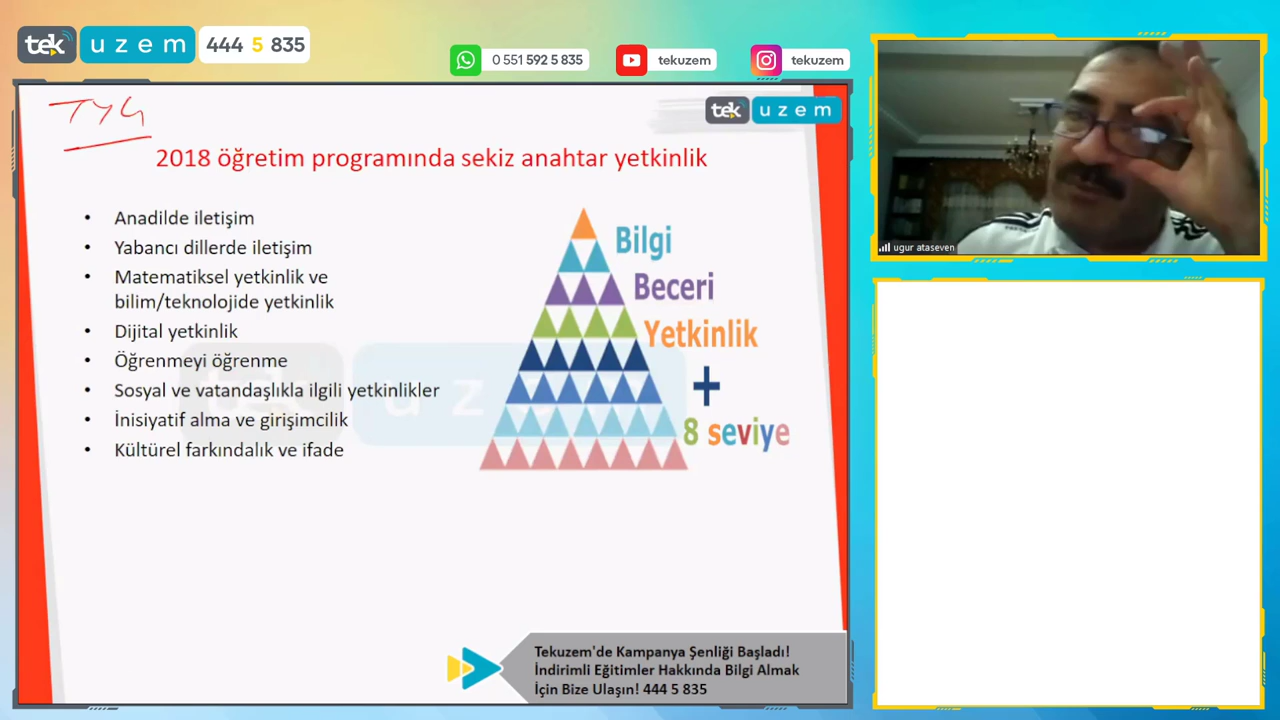 tek uzem 444 5 835
0 551 592 5 835
tekuzem
tekuzem
TYÇ
tek uzem
2018 öğretim programında sekiz anahtar yetkinlik
• Anadilde iletişim
• Yabancı dillerde iletişim
• Matematiksel yetkinlik ve
bilim/teknolojide yetkinlik
• Dijital yetkinlik
• Öğrenmeyi öğrenme
• Sosyal ve vatandaşlıkla ilgili yetkinlikler
• İnisiyatif alma ve girişimcilik
• Kültürel farkındalık ve ifade
Bilgi
Beceri
Yetkinlik
+
8 seviye
tek uzem
Tekuzem'de Kampanya Şenliği Başladı!
İndirimli Eğitimler Hakkında Bilgi Almak
İçin Bize Ulaşın! 444 5 835
ugur ataseven